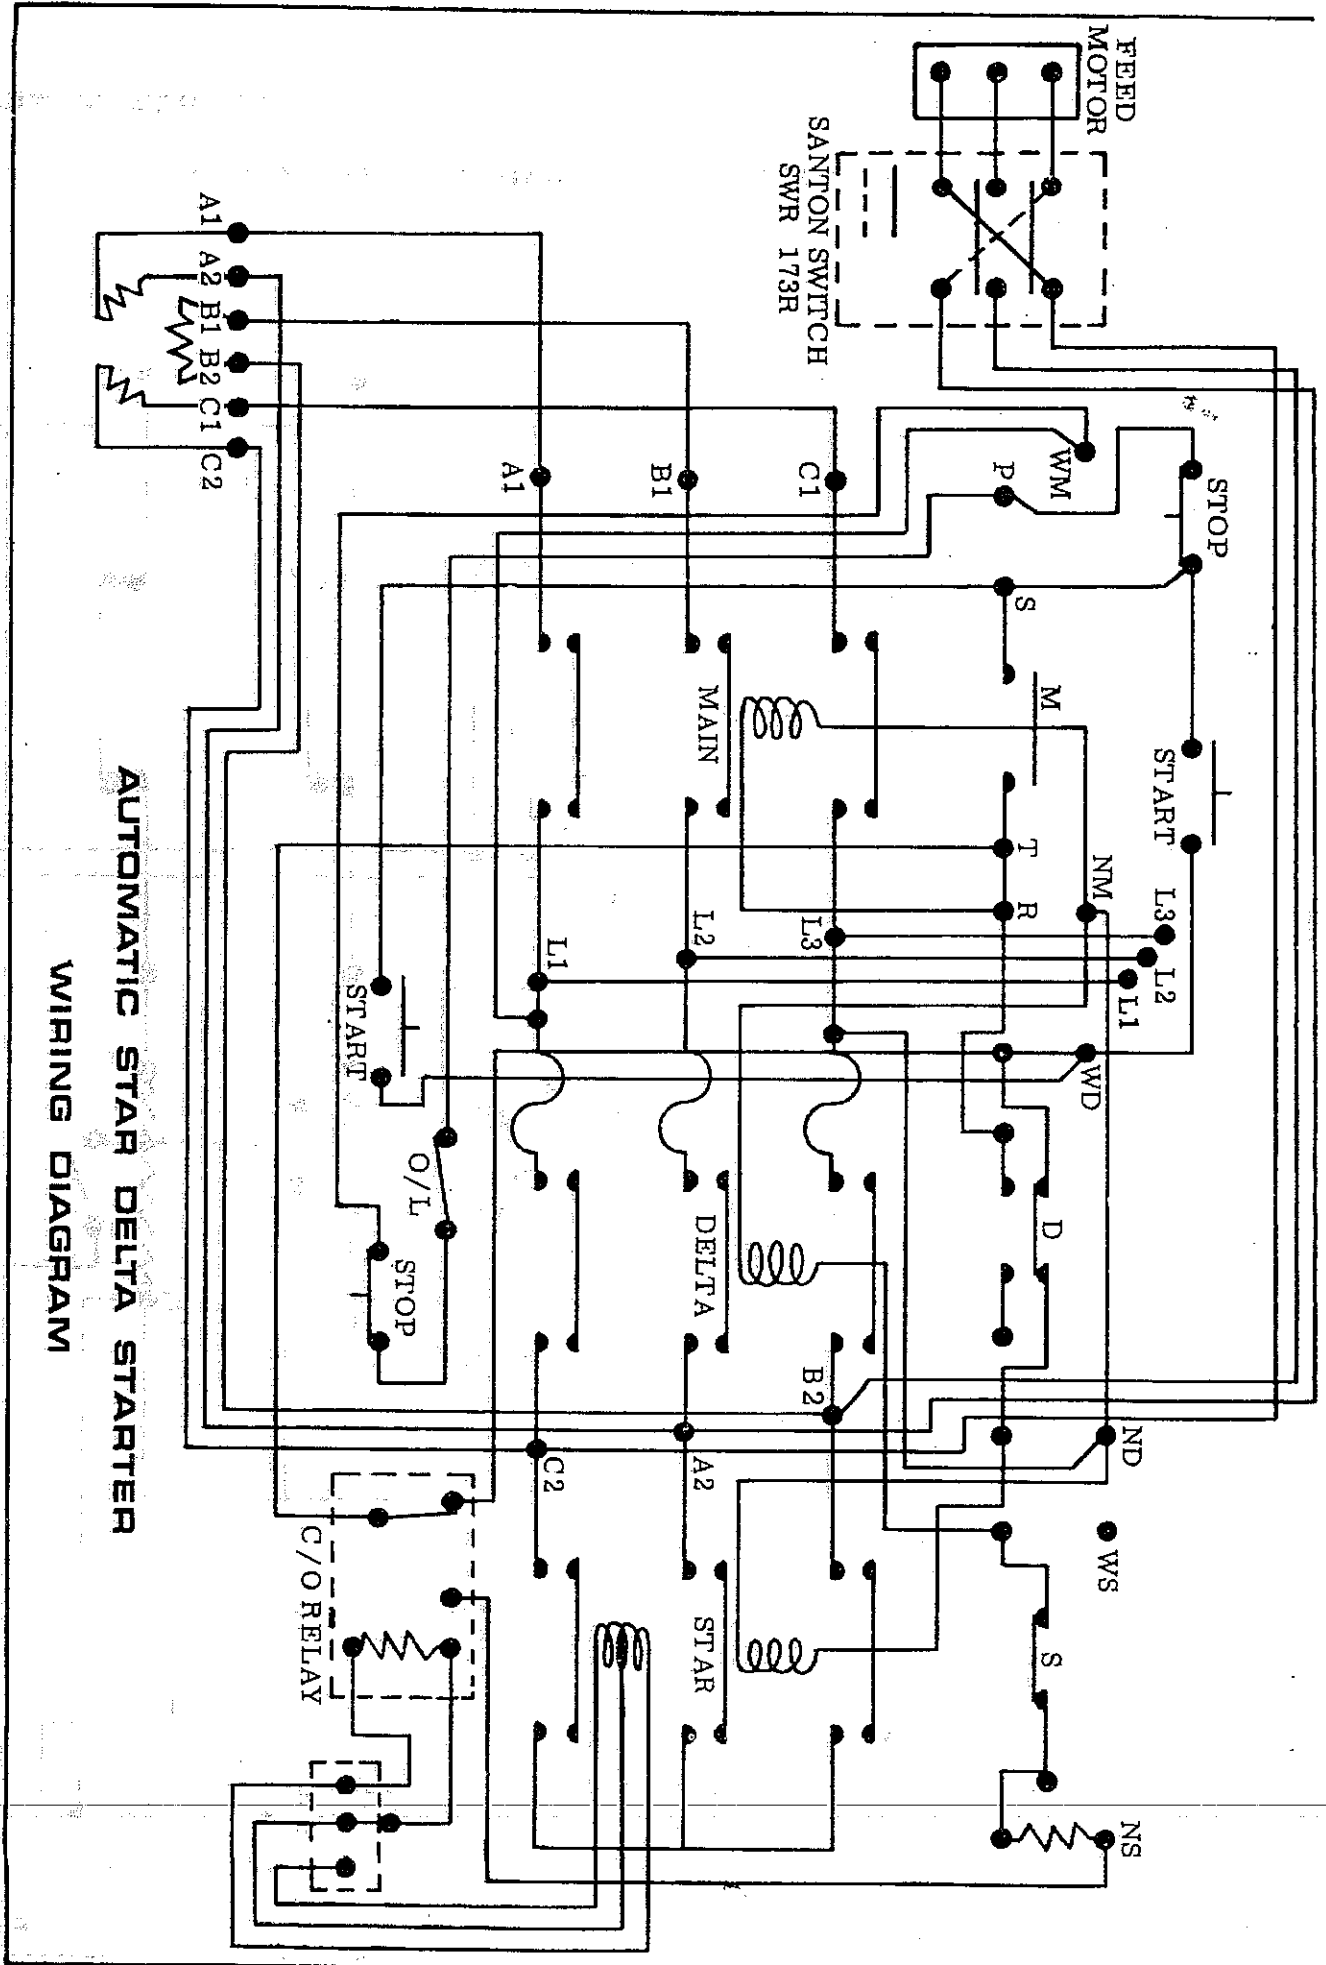 FEED
MOTOR
SANTON SWITCH
SWR 173R
A1
A2
B1
B2
C1
C2
A1
B1
C1
WM
P
STOP
S
M
MAIN
START
T
R
NM
L3
L2
L1
L3
L2
L1
WD
START
O/L
STOP
DELTA
D
B2
A2
C2
ND
WS
C/O RELAY
STAR
S
NS
AUTOMATIC STAR DELTA STARTER
WIRING DIAGRAM